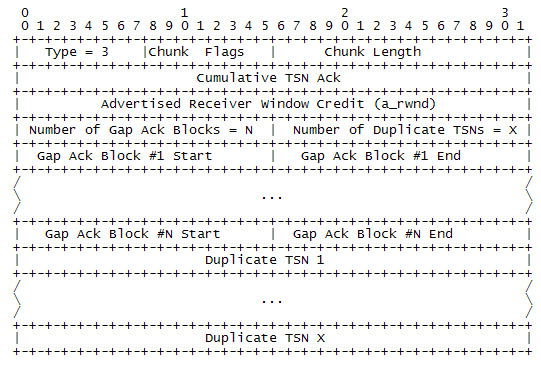 0                   1                   2                   3
0 1 2 3 4 5 6 7 8 9 0 1 2 3 4 5 6 7 8 9 0 1 2 3 4 5 6 7 8 9 0 1
+-+-+-+-+-+-+-+-+-+-+-+-+-+-+-+-+-+-+-+-+-+-+-+-+-+-+-+-+-+-+-+-+
|   Type = 3    |Chunk  Flags   |      Chunk Length             |
+-+-+-+-+-+-+-+-+-+-+-+-+-+-+-+-+-+-+-+-+-+-+-+-+-+-+-+-+-+-+-+-+
|                      Cumulative TSN Ack                       |
+-+-+-+-+-+-+-+-+-+-+-+-+-+-+-+-+-+-+-+-+-+-+-+-+-+-+-+-+-+-+-+-+
|          Advertised Receiver Window Credit (a_rwnd)           |
+-+-+-+-+-+-+-+-+-+-+-+-+-+-+-+-+-+-+-+-+-+-+-+-+-+-+-+-+-+-+-+-+
| Number of Gap Ack Blocks = N  |  Number of Duplicate TSNs = X |
+-+-+-+-+-+-+-+-+-+-+-+-+-+-+-+-+-+-+-+-+-+-+-+-+-+-+-+-+-+-+-+-+
|  Gap Ack Block #1 Start       |   Gap Ack Block #1 End        |
+-+-+-+-+-+-+-+-+-+-+-+-+-+-+-+-+-+-+-+-+-+-+-+-+-+-+-+-+-+-+-+-+
/                                                               /
\                              ...                              \
/                                                               /
+-+-+-+-+-+-+-+-+-+-+-+-+-+-+-+-+-+-+-+-+-+-+-+-+-+-+-+-+-+-+-+-+
|   Gap Ack Block #N Start      |  Gap Ack Block #N End         |
+-+-+-+-+-+-+-+-+-+-+-+-+-+-+-+-+-+-+-+-+-+-+-+-+-+-+-+-+-+-+-+-+
|                       Duplicate TSN 1                         |
+-+-+-+-+-+-+-+-+-+-+-+-+-+-+-+-+-+-+-+-+-+-+-+-+-+-+-+-+-+-+-+-+
/                                                               /
\                              ...                              \
/                                                               /
+-+-+-+-+-+-+-+-+-+-+-+-+-+-+-+-+-+-+-+-+-+-+-+-+-+-+-+-+-+-+-+-+
|                       Duplicate TSN X                         |
+-+-+-+-+-+-+-+-+-+-+-+-+-+-+-+-+-+-+-+-+-+-+-+-+-+-+-+-+-+-+-+-+